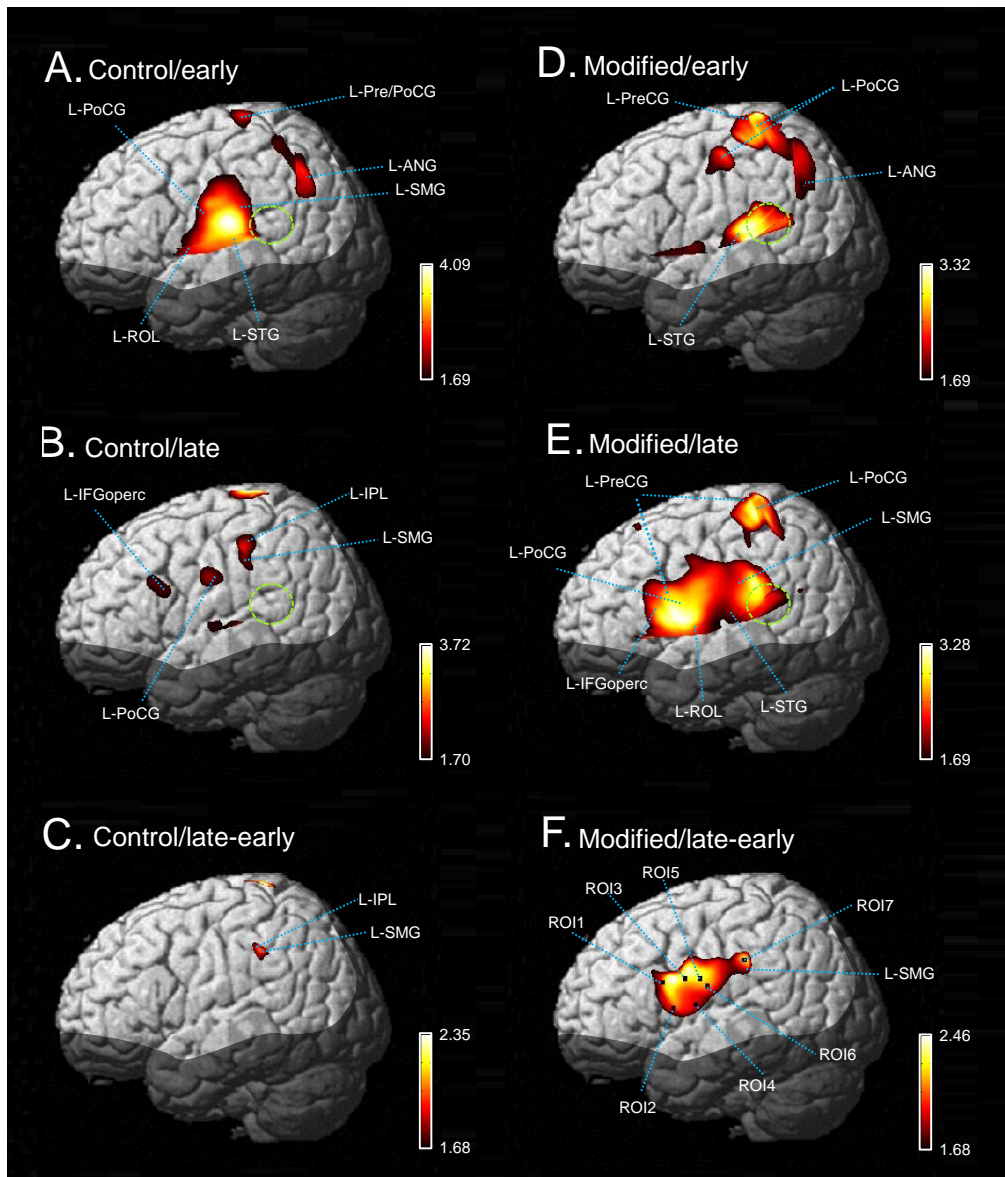 A. Control/early
L-Pre/PoCG
L-PoCG
L-ANG
L-SMG
L-ROL
L-STG
4.09
1.69
D. Modified/early
L-PreCG
L-PoCG
L-ANG
L-STG
3.32
1.69
B. Control/late
L-IFGoperc
L-IPL
L-SMG
L-PoCG
3.72
1.70
E. Modified/late
L-PreCG
L-PoCG
L-SMG
L-PoCG
L-IFGoperc
L-ROL
L-STG
3.28
1.69
C. Control/late-early
L-IPL
L-SMG
2.35
1.68
F. Modified/late-early
ROI5
ROI3
ROI1
ROI7
L-SMG
ROI6
ROI4
ROI2
2.46
1.68